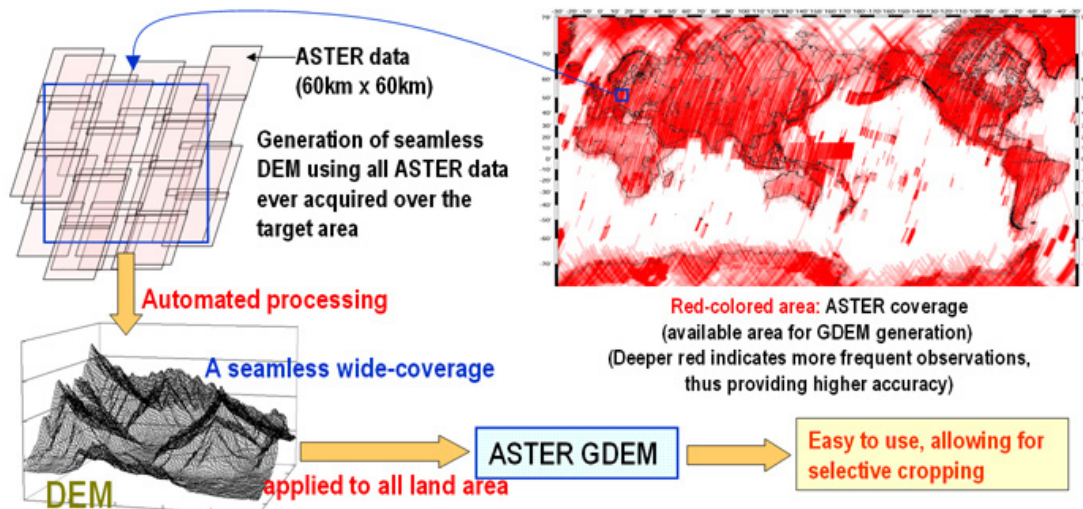 ASTER data
(60km x 60km)
Generation of seamless
DEM using all ASTER data
ever acquired over the
target area
Automated processing
A seamless wide-coverage
DEM
applied to all land area
ASTER GDEM
Easy to use, allowing for
selective cropping
Red-colored area: ASTER coverage
(available area for GDEM generation)
(Deeper red indicates more frequent observations,
thus providing higher accuracy)